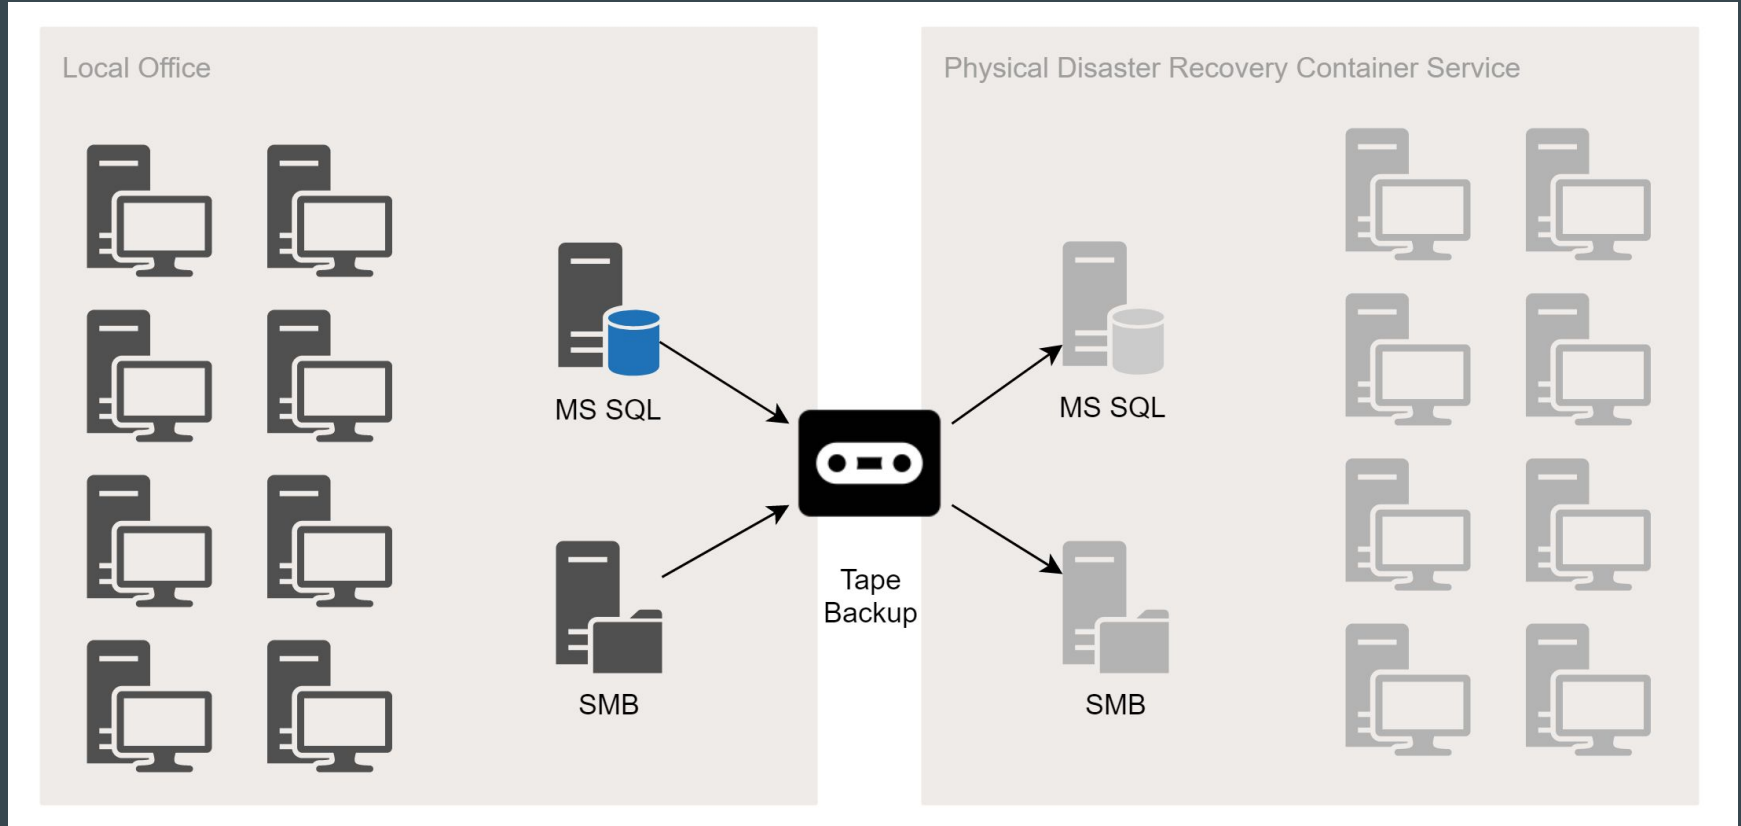 Local Office
Physical Disaster Recovery Container Service
MS SQL
MS SQL
Tape
Backup
SMB
SMB